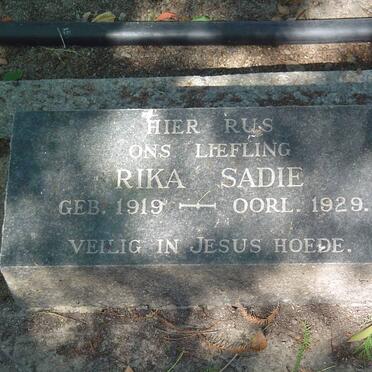 HIER RUS
ONS LIEFLING
RIKA SADIE
GEB. 1919 — OORL. 1929.
VEILIG IN JESUS HOEDE.